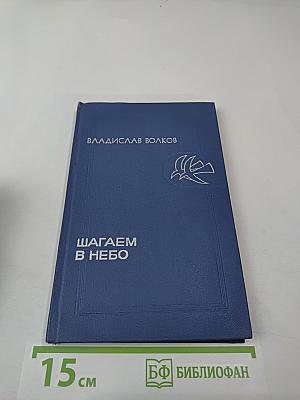 ВЛАДИСЛАВ ВОЛКОВ
ШАГАЕМ
В НЕБО
15 см
БФ БИБЛИОФАН